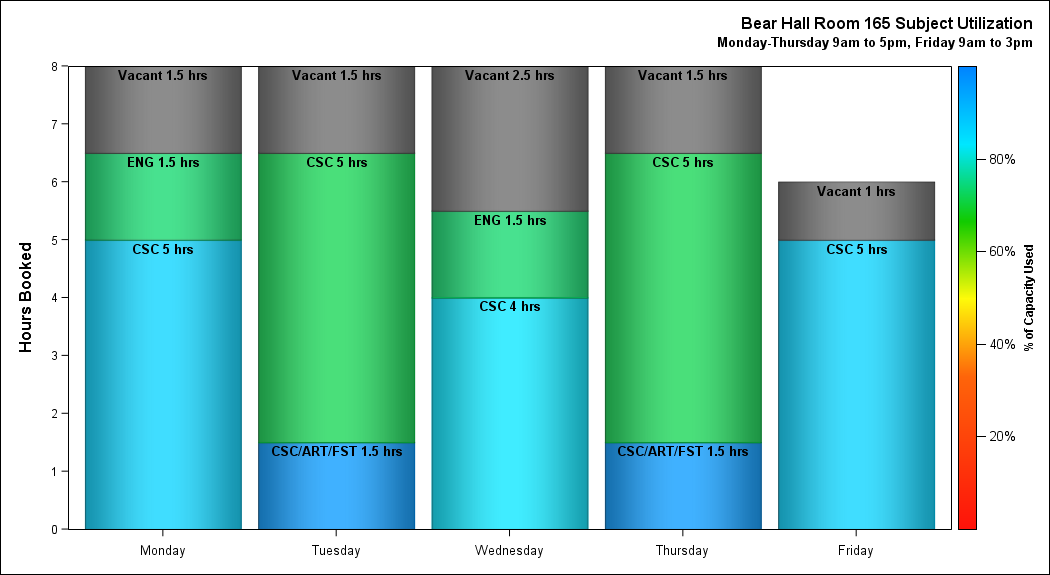 Bear Hall Room 165 Subject Utilization
Monday-Thursday 9am to 5pm, Friday 9am to 3pm
Hours Booked
8
7
6
5
4
3
2
1
0
Vacant 1.5 hrs
ENG 1.5 hrs
CSC 5 hrs
Monday
Vacant 1.5 hrs
CSC 5 hrs
CSC/ART/FST 1.5 hrs
Tuesday
Vacant 2.5 hrs
ENG 1.5 hrs
CSC 4 hrs
Wednesday
Vacant 1.5 hrs
CSC 5 hrs
CSC/ART/FST 1.5 hrs
Thursday
Vacant 1 hrs
CSC 5 hrs
Friday
80%
60%
40%
20%
% of Capacity Used